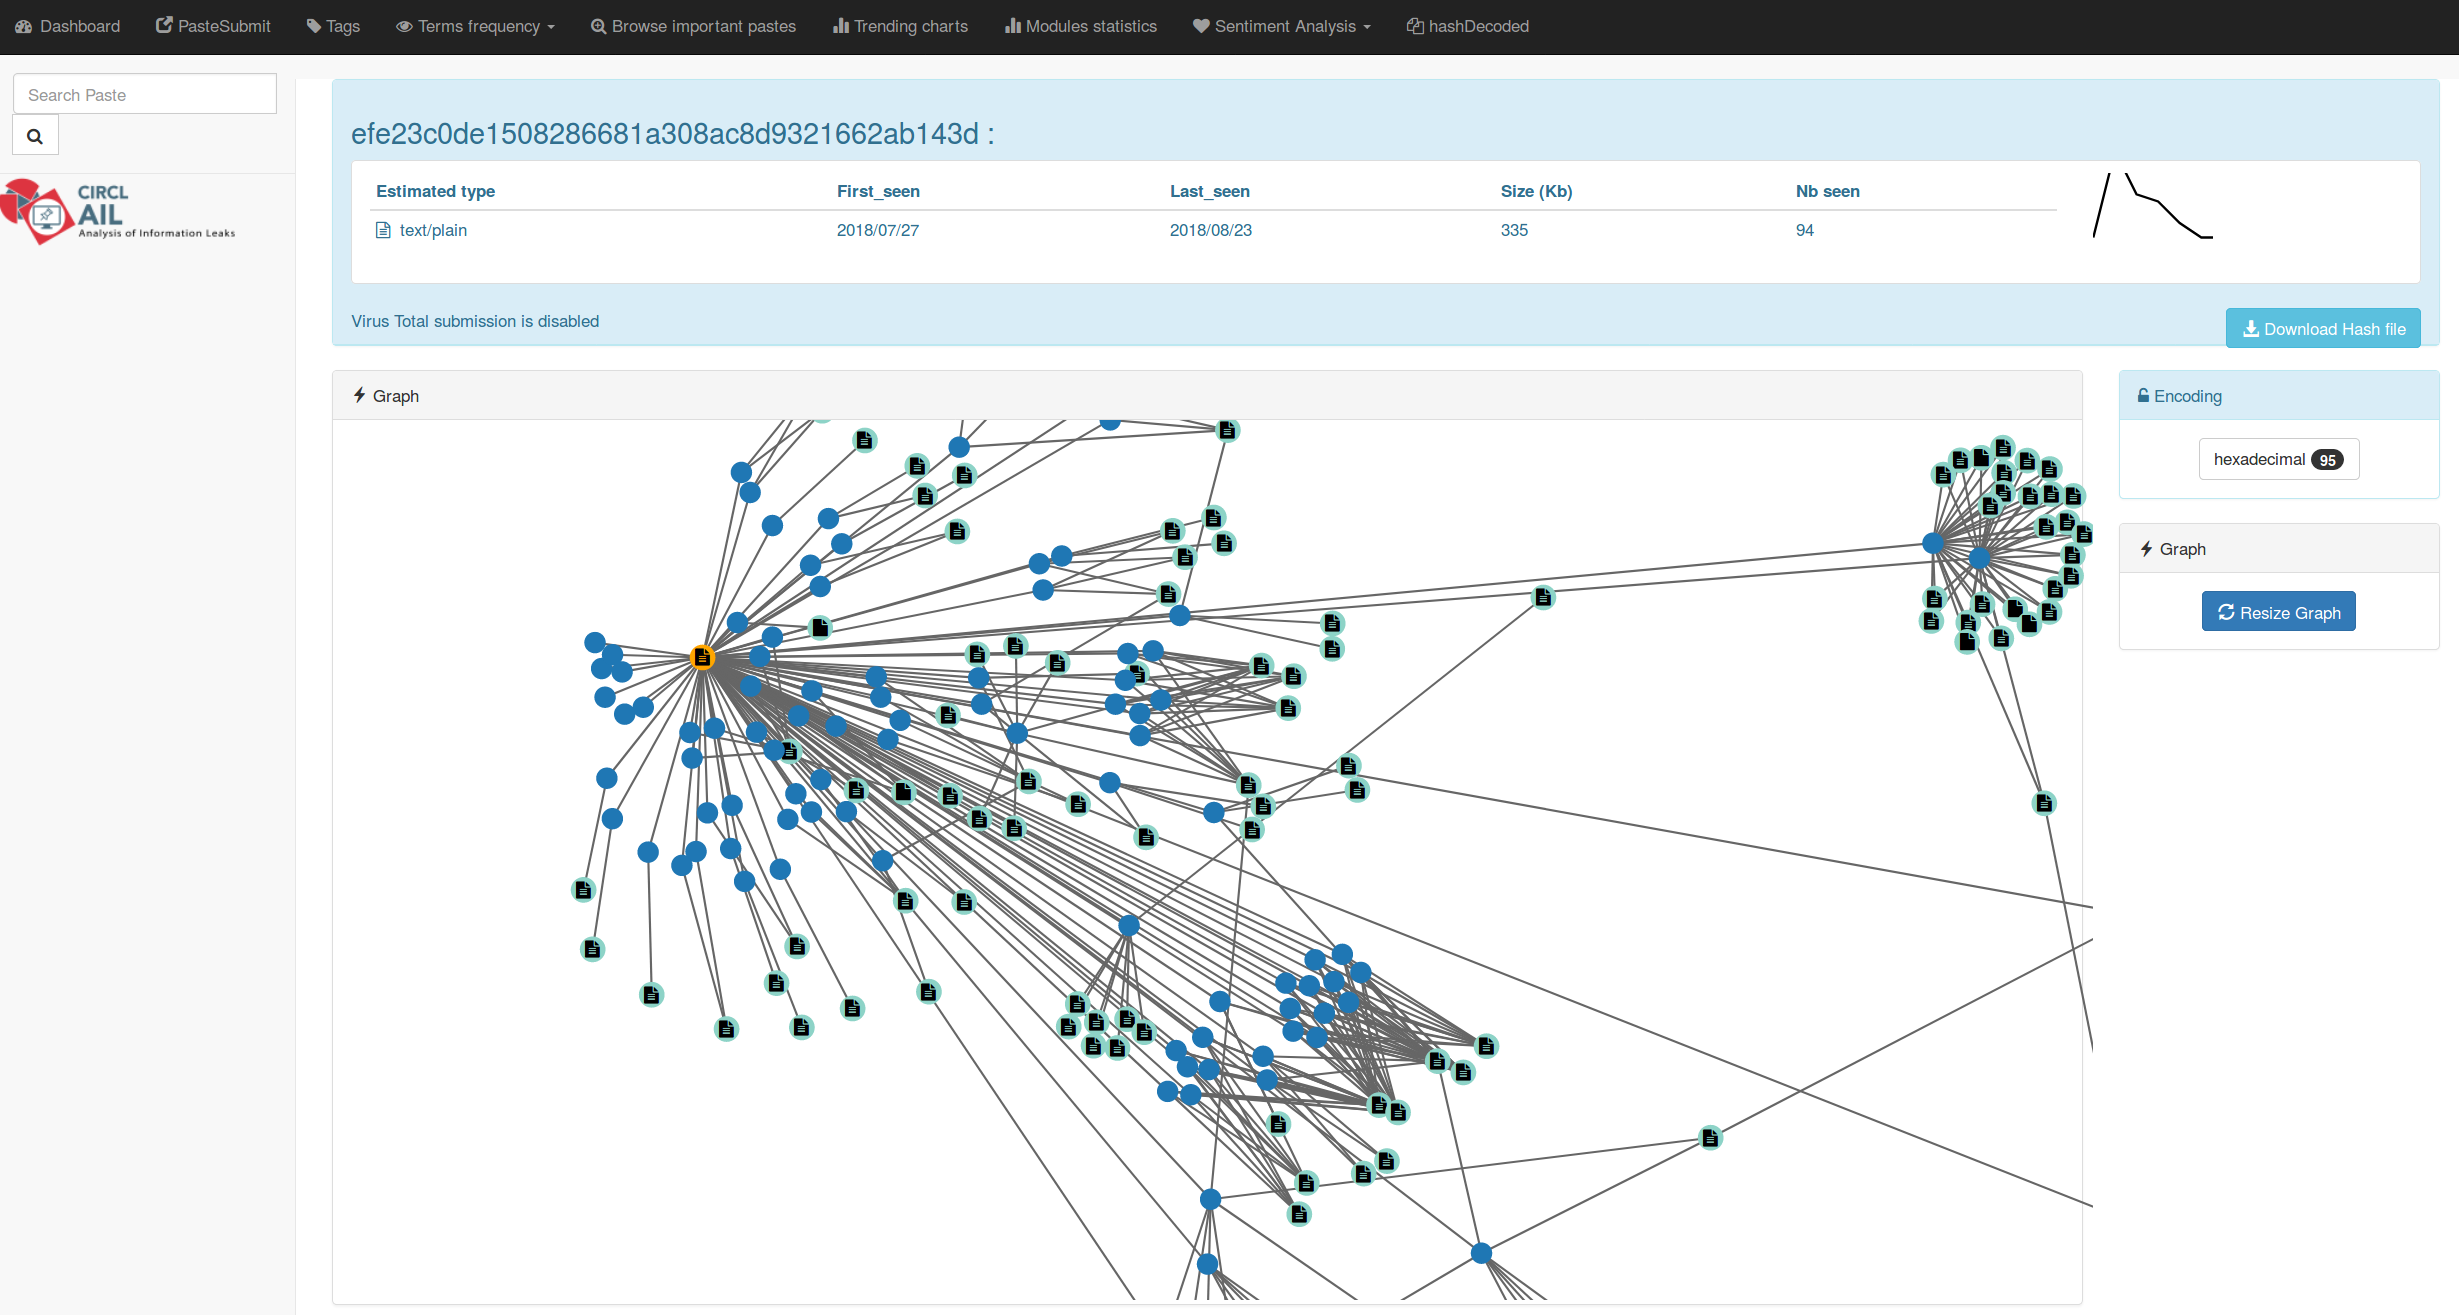 Dashboard PasteSubmit Tags Terms frequency Browse important pastes Trending charts Modules statistics Sentiment Analysis hashDecoded
Search Paste
CIRCL
AIL
Analysis of Information Leaks
efe23c0de1508286681a308ac8d9321662ab143d :
Estimated type First_seen Last_seen Size (Kb) Nb seen
text/plain 2018/07/27 2018/08/23 335 94
Virus Total submission is disabled
Download Hash file
Graph
Encoding
hexadecimal 95
Graph
Resize Graph